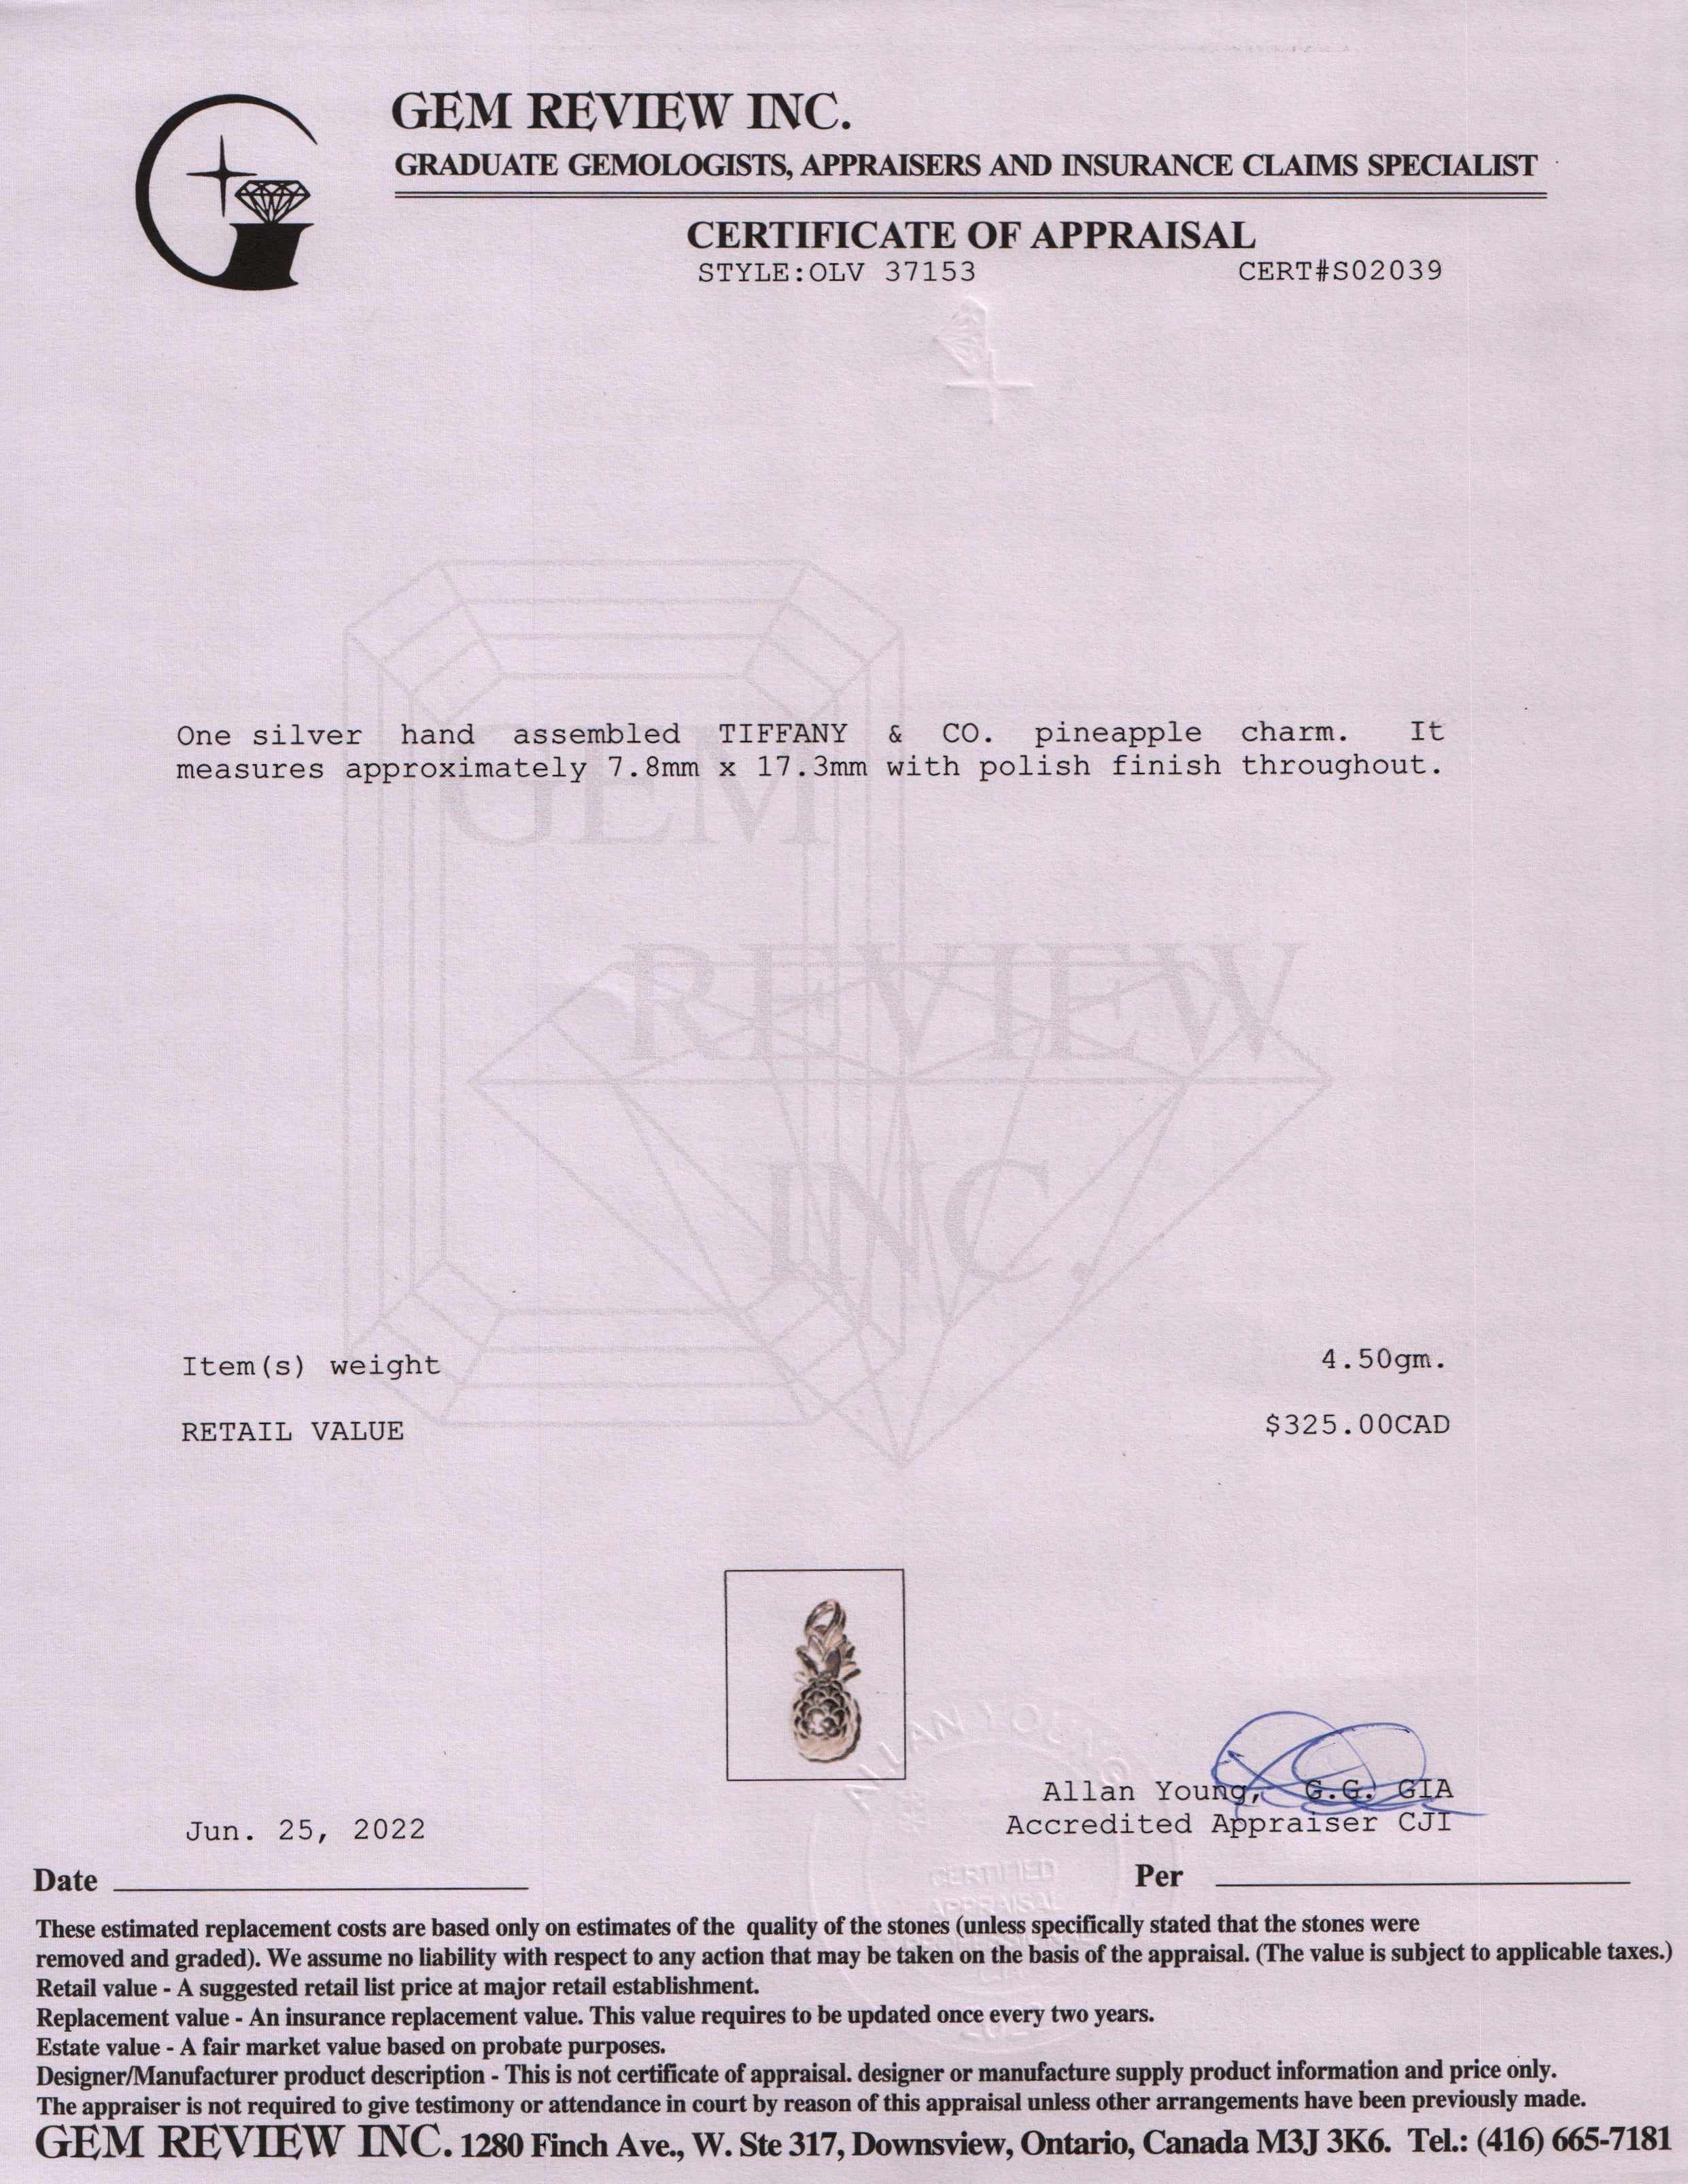 GEM REVIEW INC.
GRADUATE GEMOLOGISTS, APPRAISERS AND INSURANCE CLAIMS SPECIALIST
CERTIFICATE OF APPRAISAL
STYLE:OLV 37153 CERT#S02039
One silver hand assembled TIFFANY & CO. pineapple charm. It
measures approximately 7.8mm x 17.3mm with polish finish throughout.
GEM
REVIEW
INC.
Item(s) weight 4.50gm.
RETAIL VALUE $325.00CAD
ALLAN YOUNG
Allan Young, G.G. GIA
Jun. 25, 2022 Accredited Appraiser CJI
CERTIFIED
APPRAISAL
Date Per
These estimated replacement costs are based only on estimates of the quality of the stones (unless specifically stated that the stones were
removed and graded). We assume no liability with respect to any action that may be taken on the basis of the appraisal. (The value is subject to applicable taxes.)
Retail value - A suggested retail list price at major retail establishment.
Replacement value - An insurance replacement value. This value requires to be updated once every two years.
Estate value - A fair market value based on probate purposes.
Designer/Manufacturer product description - This is not certificate of appraisal. designer or manufacture supply product information and price only.
The appraiser is not required to give testimony or attendance in court by reason of this appraisal unless other arrangements have been previously made.
GEM REVIEW INC. 1280 Finch Ave., W. Ste 317, Downsview, Ontario, Canada M3J 3K6. Tel.: (416) 665-7181